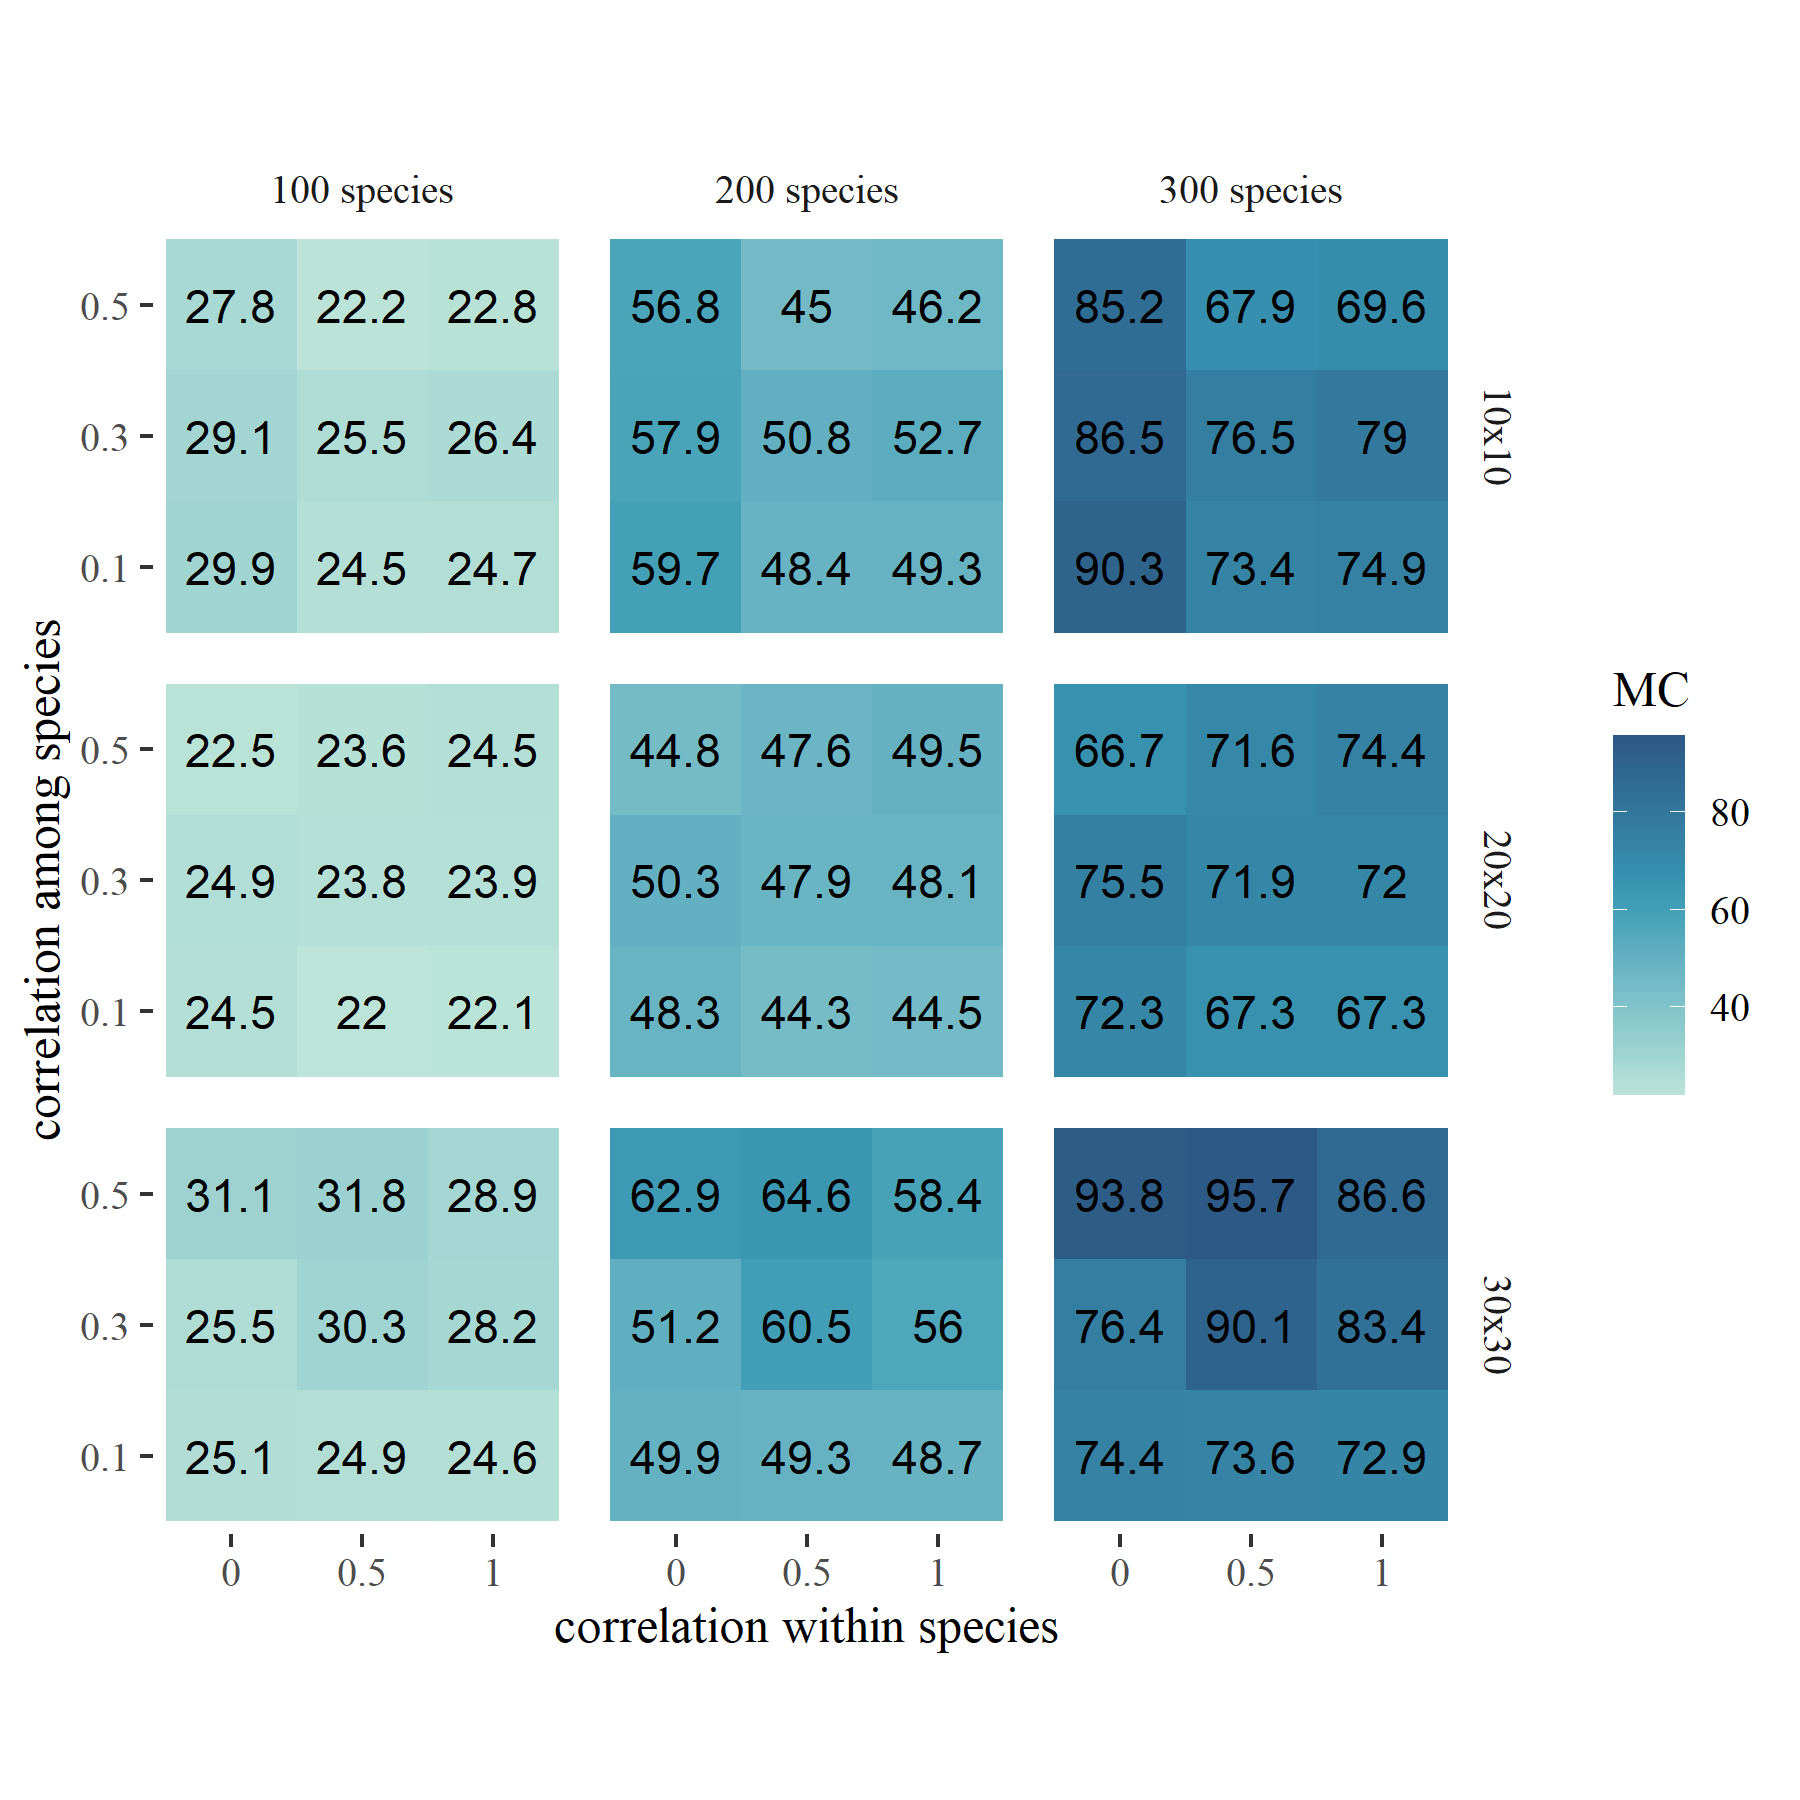 100 species 200 species 300 species
0.5 27.8 22.2 22.8 56.8 45 46.2 85.2 67.9 69.6
0.3 29.1 25.5 26.4 57.9 50.8 52.7 86.5 76.5 79
10x10
0.1 29.9 24.5 24.7 59.7 48.4 49.3 90.3 73.4 74.9
correlation among species
0.5 22.5 23.6 24.5 44.8 47.6 49.5 66.7 71.6 74.4
0.3 24.9 23.8 23.9 50.3 47.9 48.1 75.5 71.9 72
20x20
0.1 24.5 22 22.1 48.3 44.3 44.5 72.3 67.3 67.3
0.5 31.1 31.8 28.9 62.9 64.6 58.4 93.8 95.7 86.6
0.3 25.5 30.3 28.2 51.2 60.5 56 76.4 90.1 83.4
30x30
0.1 25.1 24.9 24.6 49.9 49.3 48.7 74.4 73.6 72.9
0 0.5 1 0 0.5 1 0 0.5 1
correlation within species
MC
80
60
40